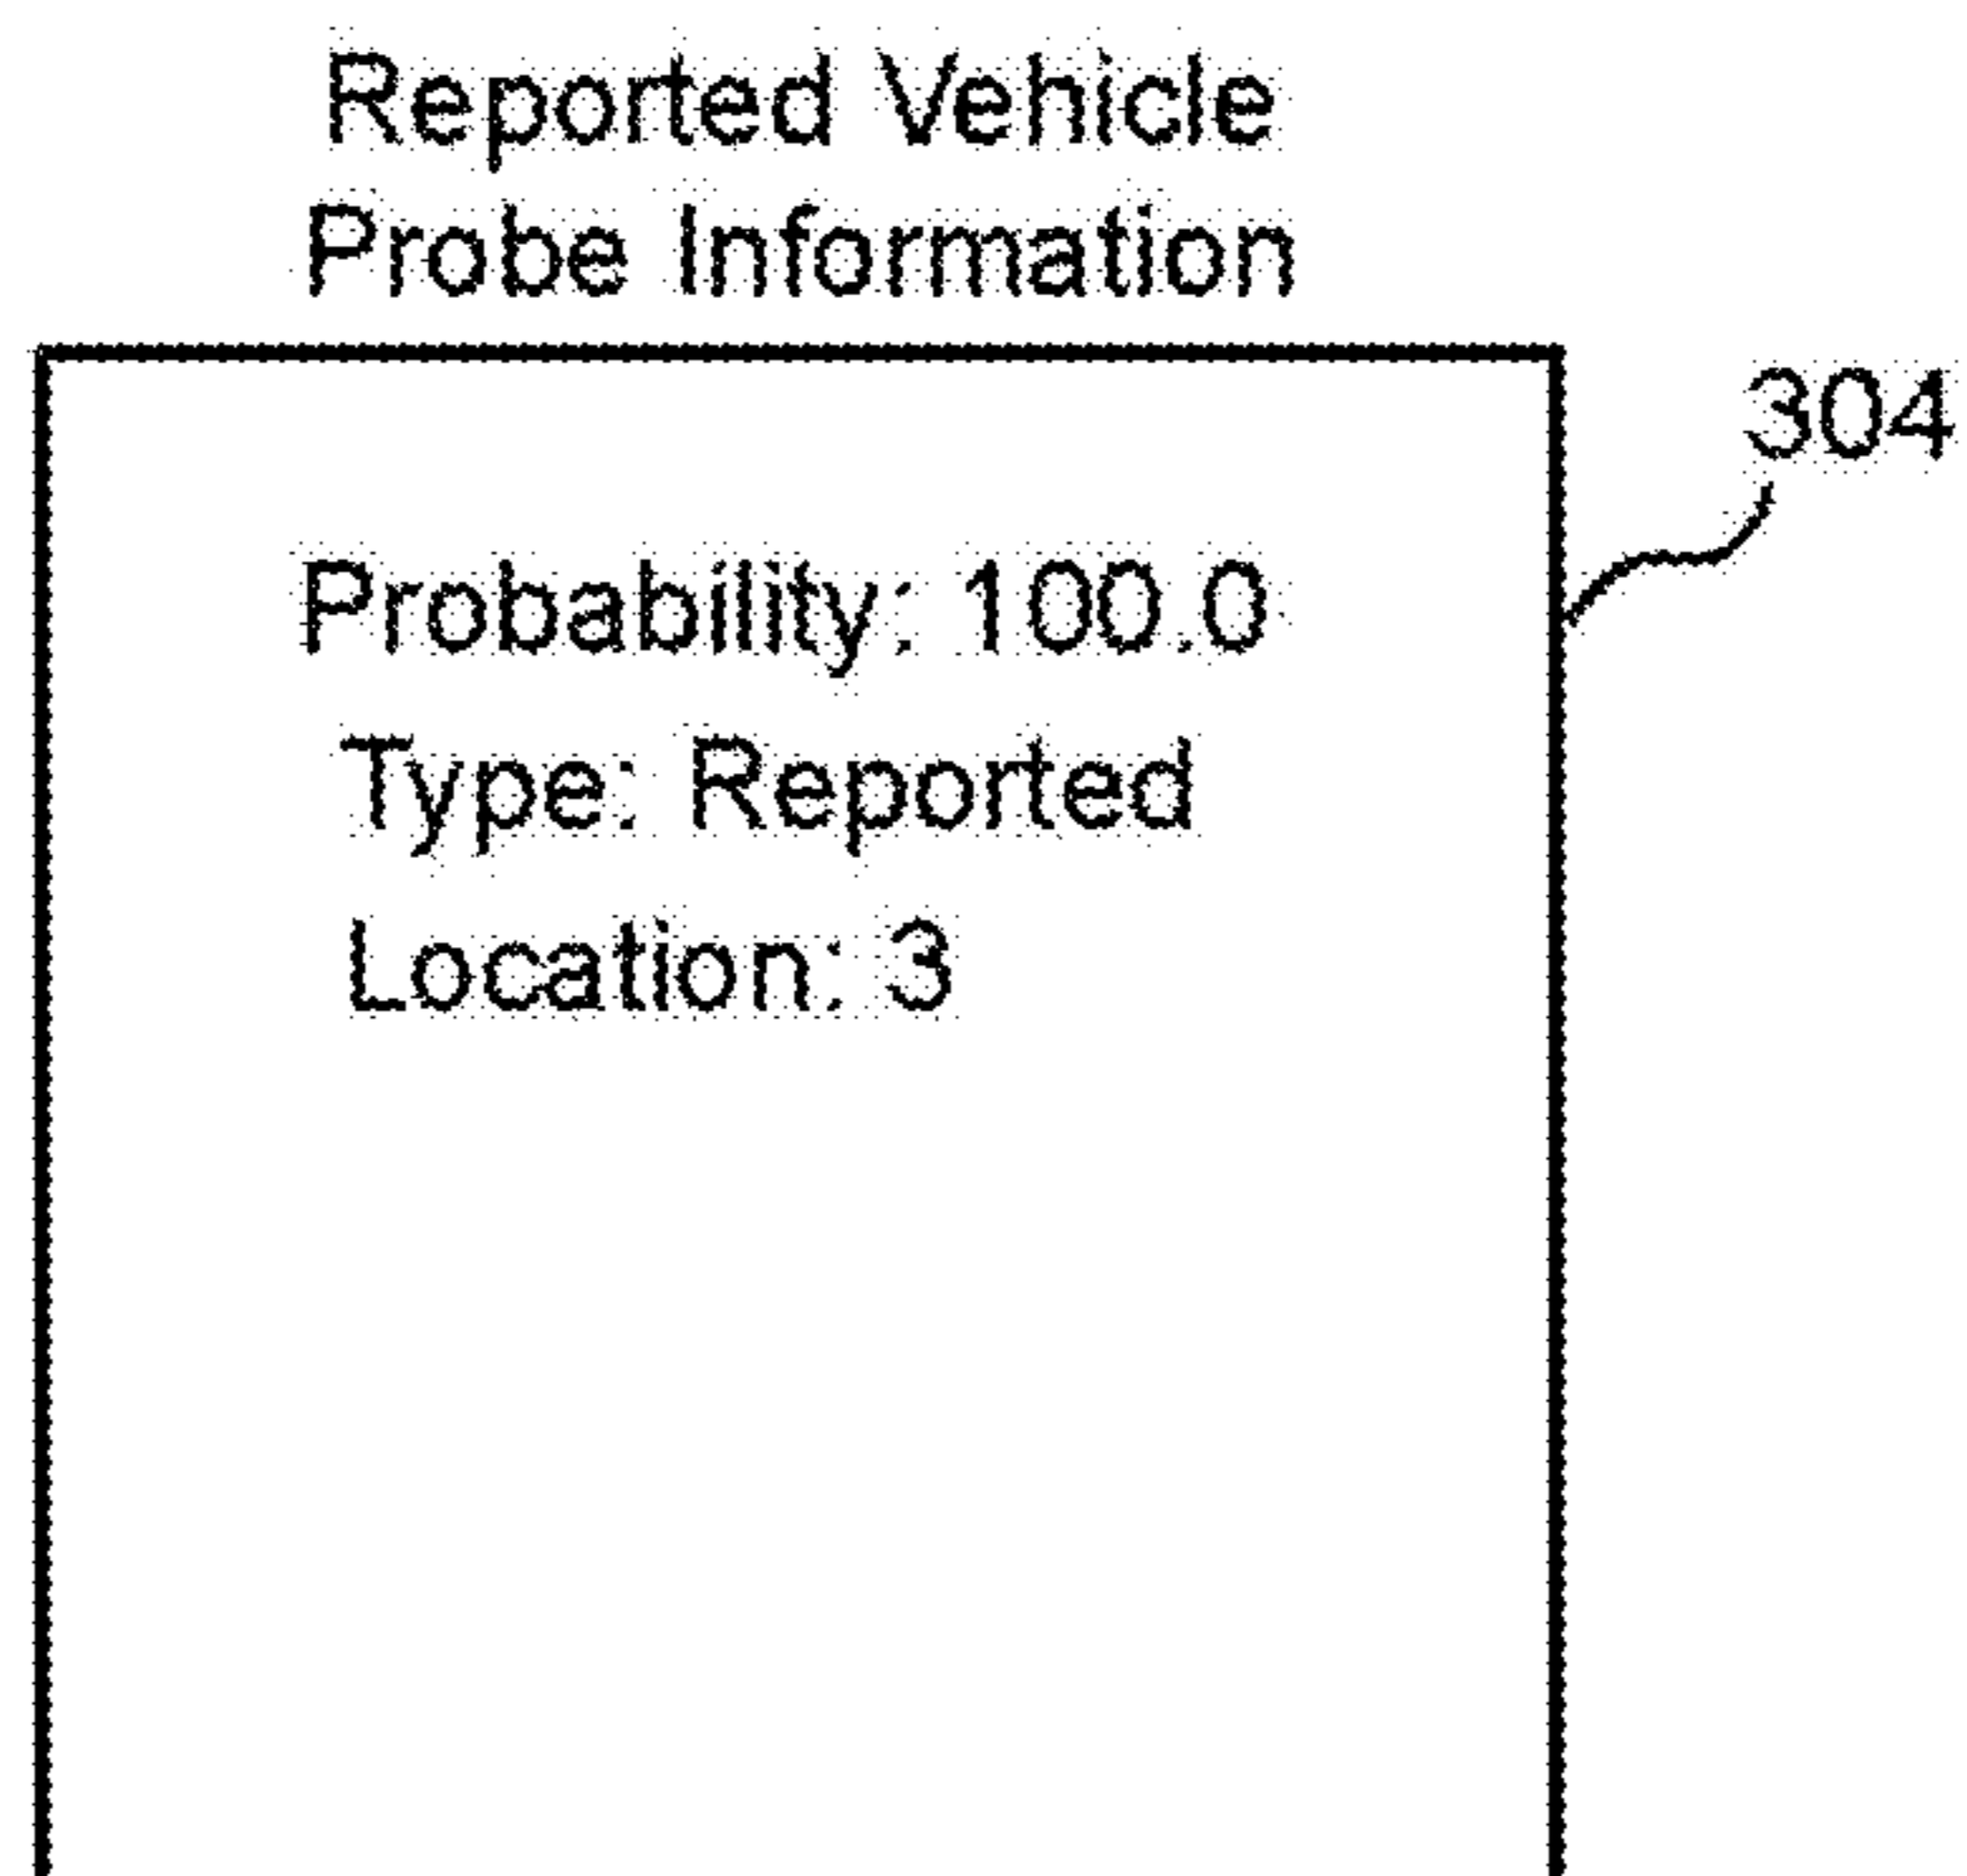 Reported Vehicle
Probe Information
304
Probability: 100.0
Type: Reported
Location: 3